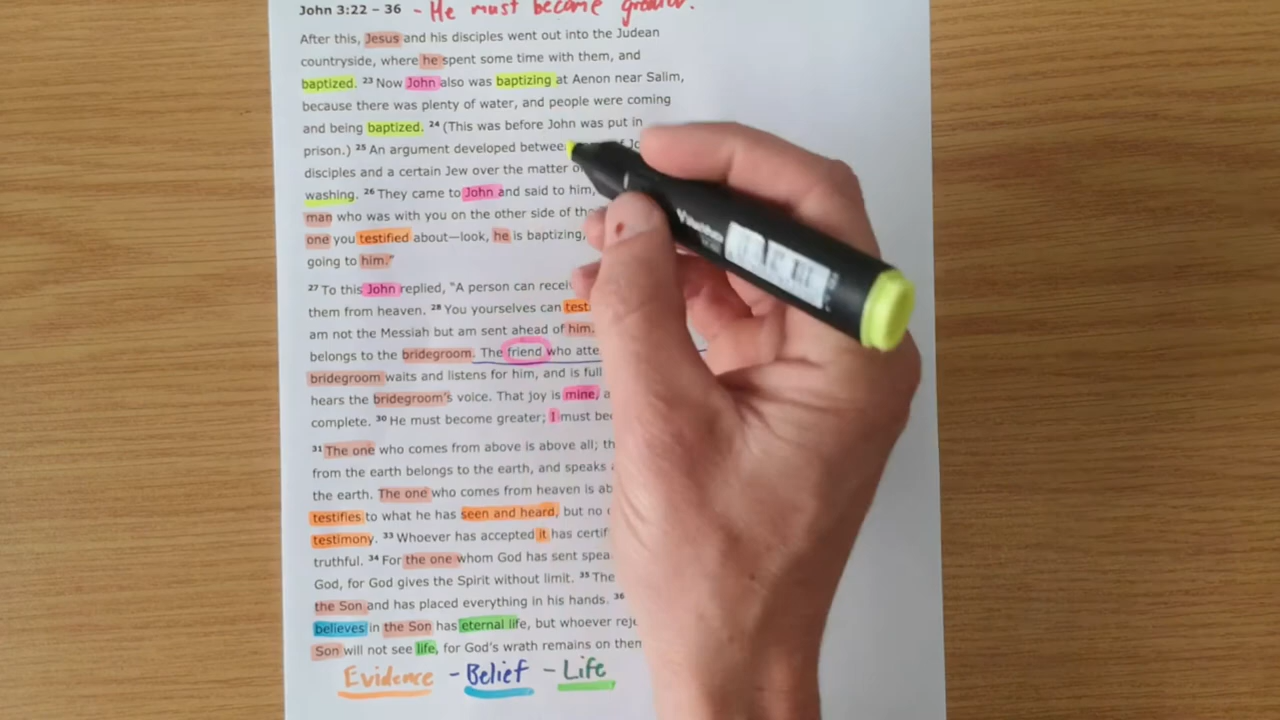 John 3:22 – 36 - He must become greater.
After this, Jesus and his disciples went out into the Judean
countryside, where he spent some time with them, and
baptized. 23 Now John also was baptizing at Aenon near Salim,
because there was plenty of water, and people were coming
and being baptized. 24 (This was before John was put in
prison.) 25 An argument developed between
disciples and a certain Jew over the matter
washing. 26 They came to John and said to him,
man who was with you on the other side of the
one you testified about—look, he is baptizing,
going to him."
27 To this John replied, "A person can
them from heaven. 28 You yourselves can
am not the Messiah but am sent ahead of him.
belongs to the bridegroom. The friend who
bridegroom waits and listens for him, and is full
hears the bridegroom's voice. That joy is mine,
complete. 30 He must become greater; I must
31 The one who comes from above is above all;
from the earth belongs to the earth, and speaks
the earth. The one who comes from heaven is
testifies to what he has seen and heard, but no
testimony. 33 Whoever has accepted it has
truthful. 34 For the one whom God has sent
God, for God gives the Spirit without limit. 35 The
the Son and has placed everything in his hands. 36
believes in the Son has eternal life, but whoever
Son will not see life, for God's wrath remains on
Evidence - Belief - Life